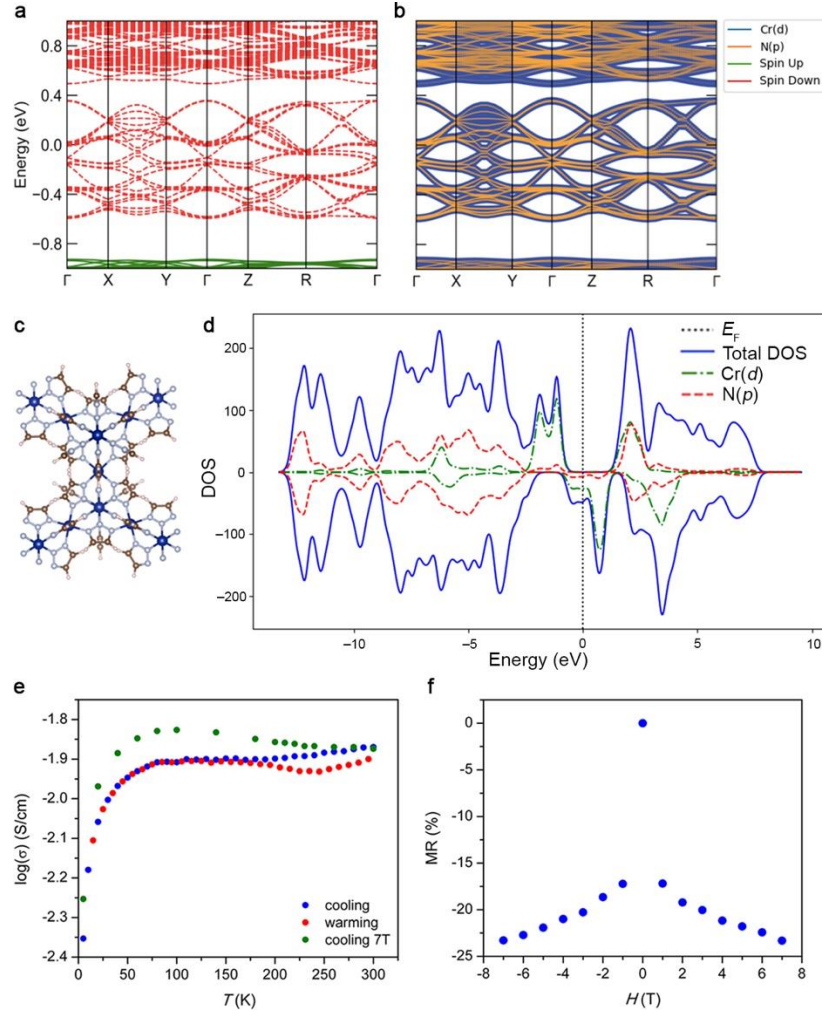 a
b
Energy (eV)
0.8
0.4
0.0
−0.4
−0.8
Γ X Y Γ Z R Γ
Γ X Y Γ Z R Γ
Cr(d)
N(p)
Spin Up
Spin Down
c
d
DOS
200
100
0
−100
−200
−10 −5 0 5 10
Energy (eV)
E_F
Total DOS
Cr(d)
N(p)
e
log(σ) (S/cm)
-1.8
-1.9
-2.0
-2.1
-2.2
-2.3
-2.4
0 50 100 150 200 250 300
T (K)
cooling
warming
cooling 7T
f
MR (%)
0
-5
-10
-15
-20
-25
-8 -6 -4 -2 0 2 4 6 8
H (T)